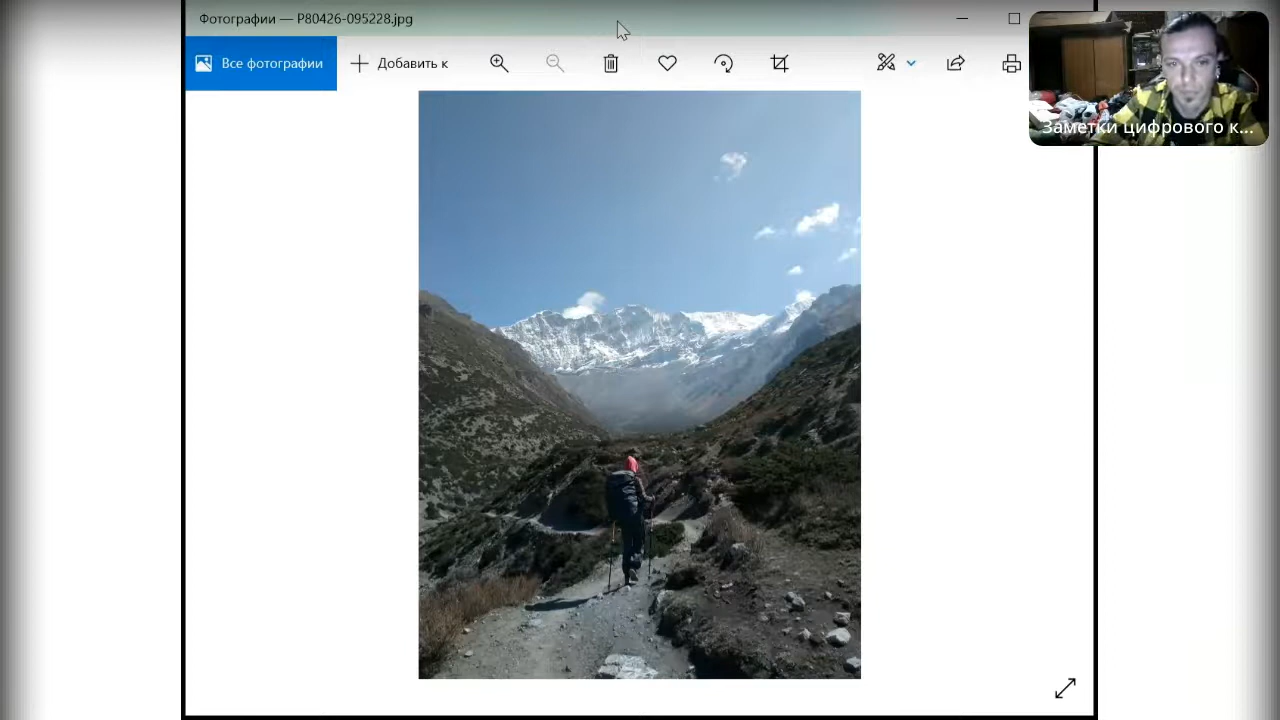 Фотографии — P80426-095228.jpg
Все фотографии
Добавить к
Заметки цифрового к...